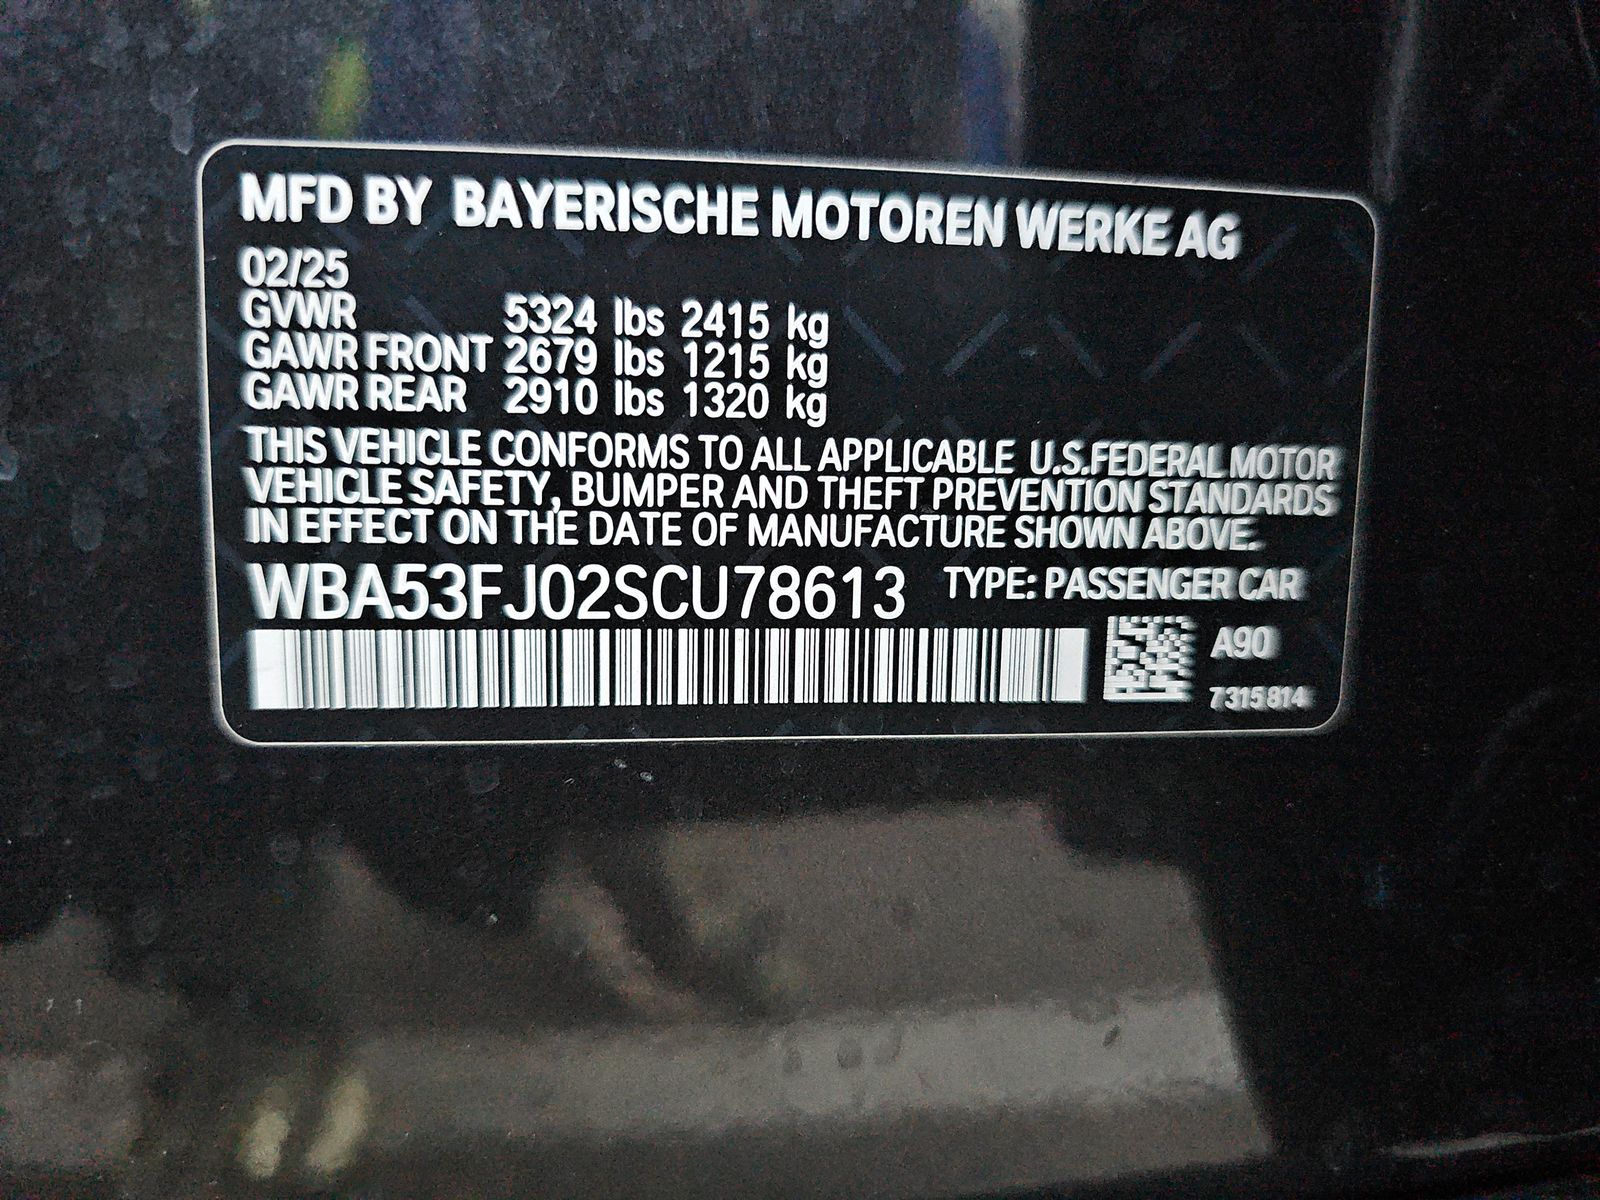 MFD BY BAYERISCHE MOTOREN WERKE AG
02/25
GVWR 5324 lbs 2415 kg
GAWR FRONT 2679 lbs 1215 kg
GAWR REAR 2910 lbs 1320 kg
THIS VEHICLE CONFORMS TO ALL APPLICABLE U.S.FEDERAL MOTOR
VEHICLE SAFETY, BUMPER AND THEFT PREVENTION STANDARDS
IN EFFECT ON THE DATE OF MANUFACTURE SHOWN ABOVE.
WBA53FJ02SCU78613 TYPE: PASSENGER CAR
A90
7315814